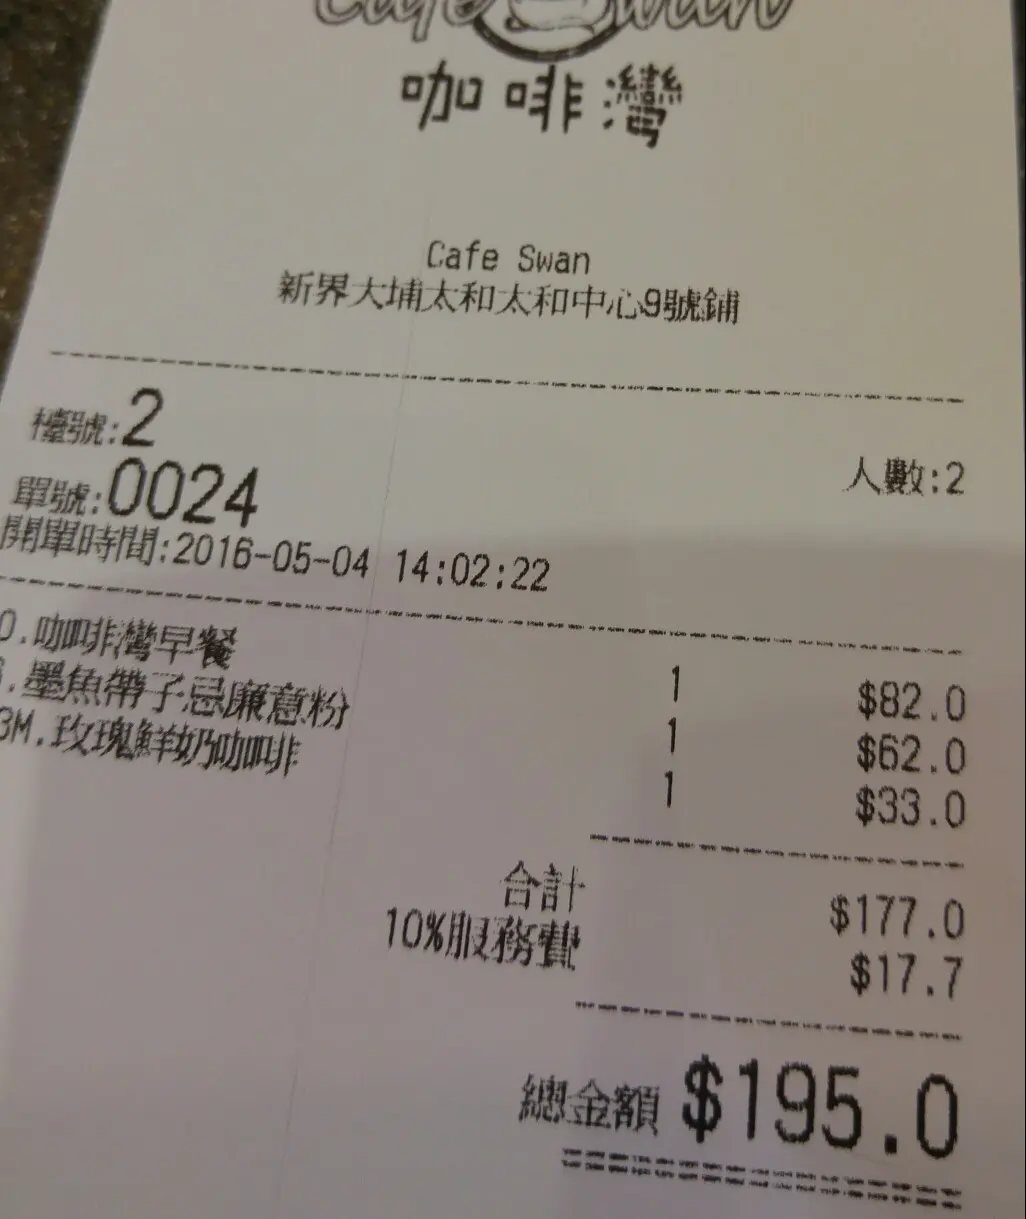 Cafe Swan
咖啡灣
Cafe Swan
新界大埔太和太和中心9號鋪
檯號:2
人數:2
單號:0024
開單時間:2016-05-04 14:02:22
0.咖啡灣早餐 1 $82.0
.墨魚帶子忌廉意粉 1 $62.0
3M.玫瑰鮮奶咖啡 1 $33.0
合計 $177.0
10%服務費 $17.7
總金額 $195.0